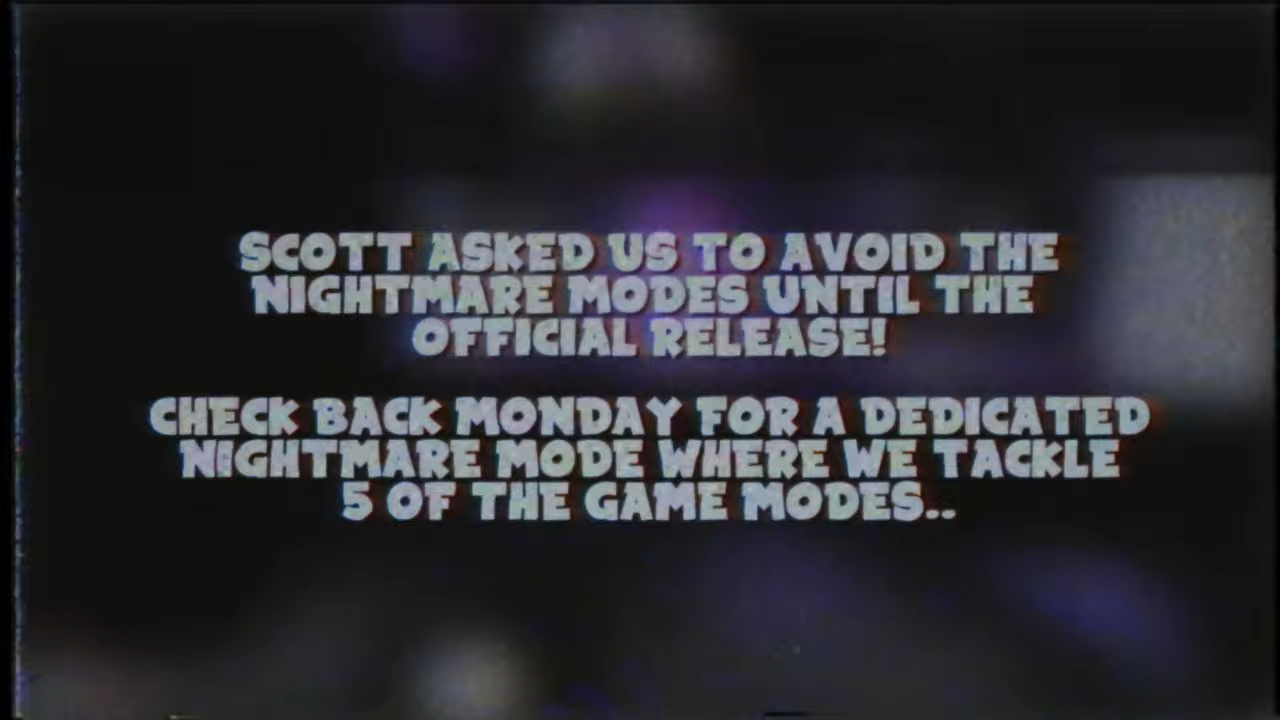 SCOTT ASKED US TO AVOID THE
NIGHTMARE MODES UNTIL THE
OFFICIAL RELEASE!
CHECK BACK MONDAY FOR A DEDICATED
NIGHTMARE MODE WHERE WE TACKLE
5 OF THE GAME MODES..